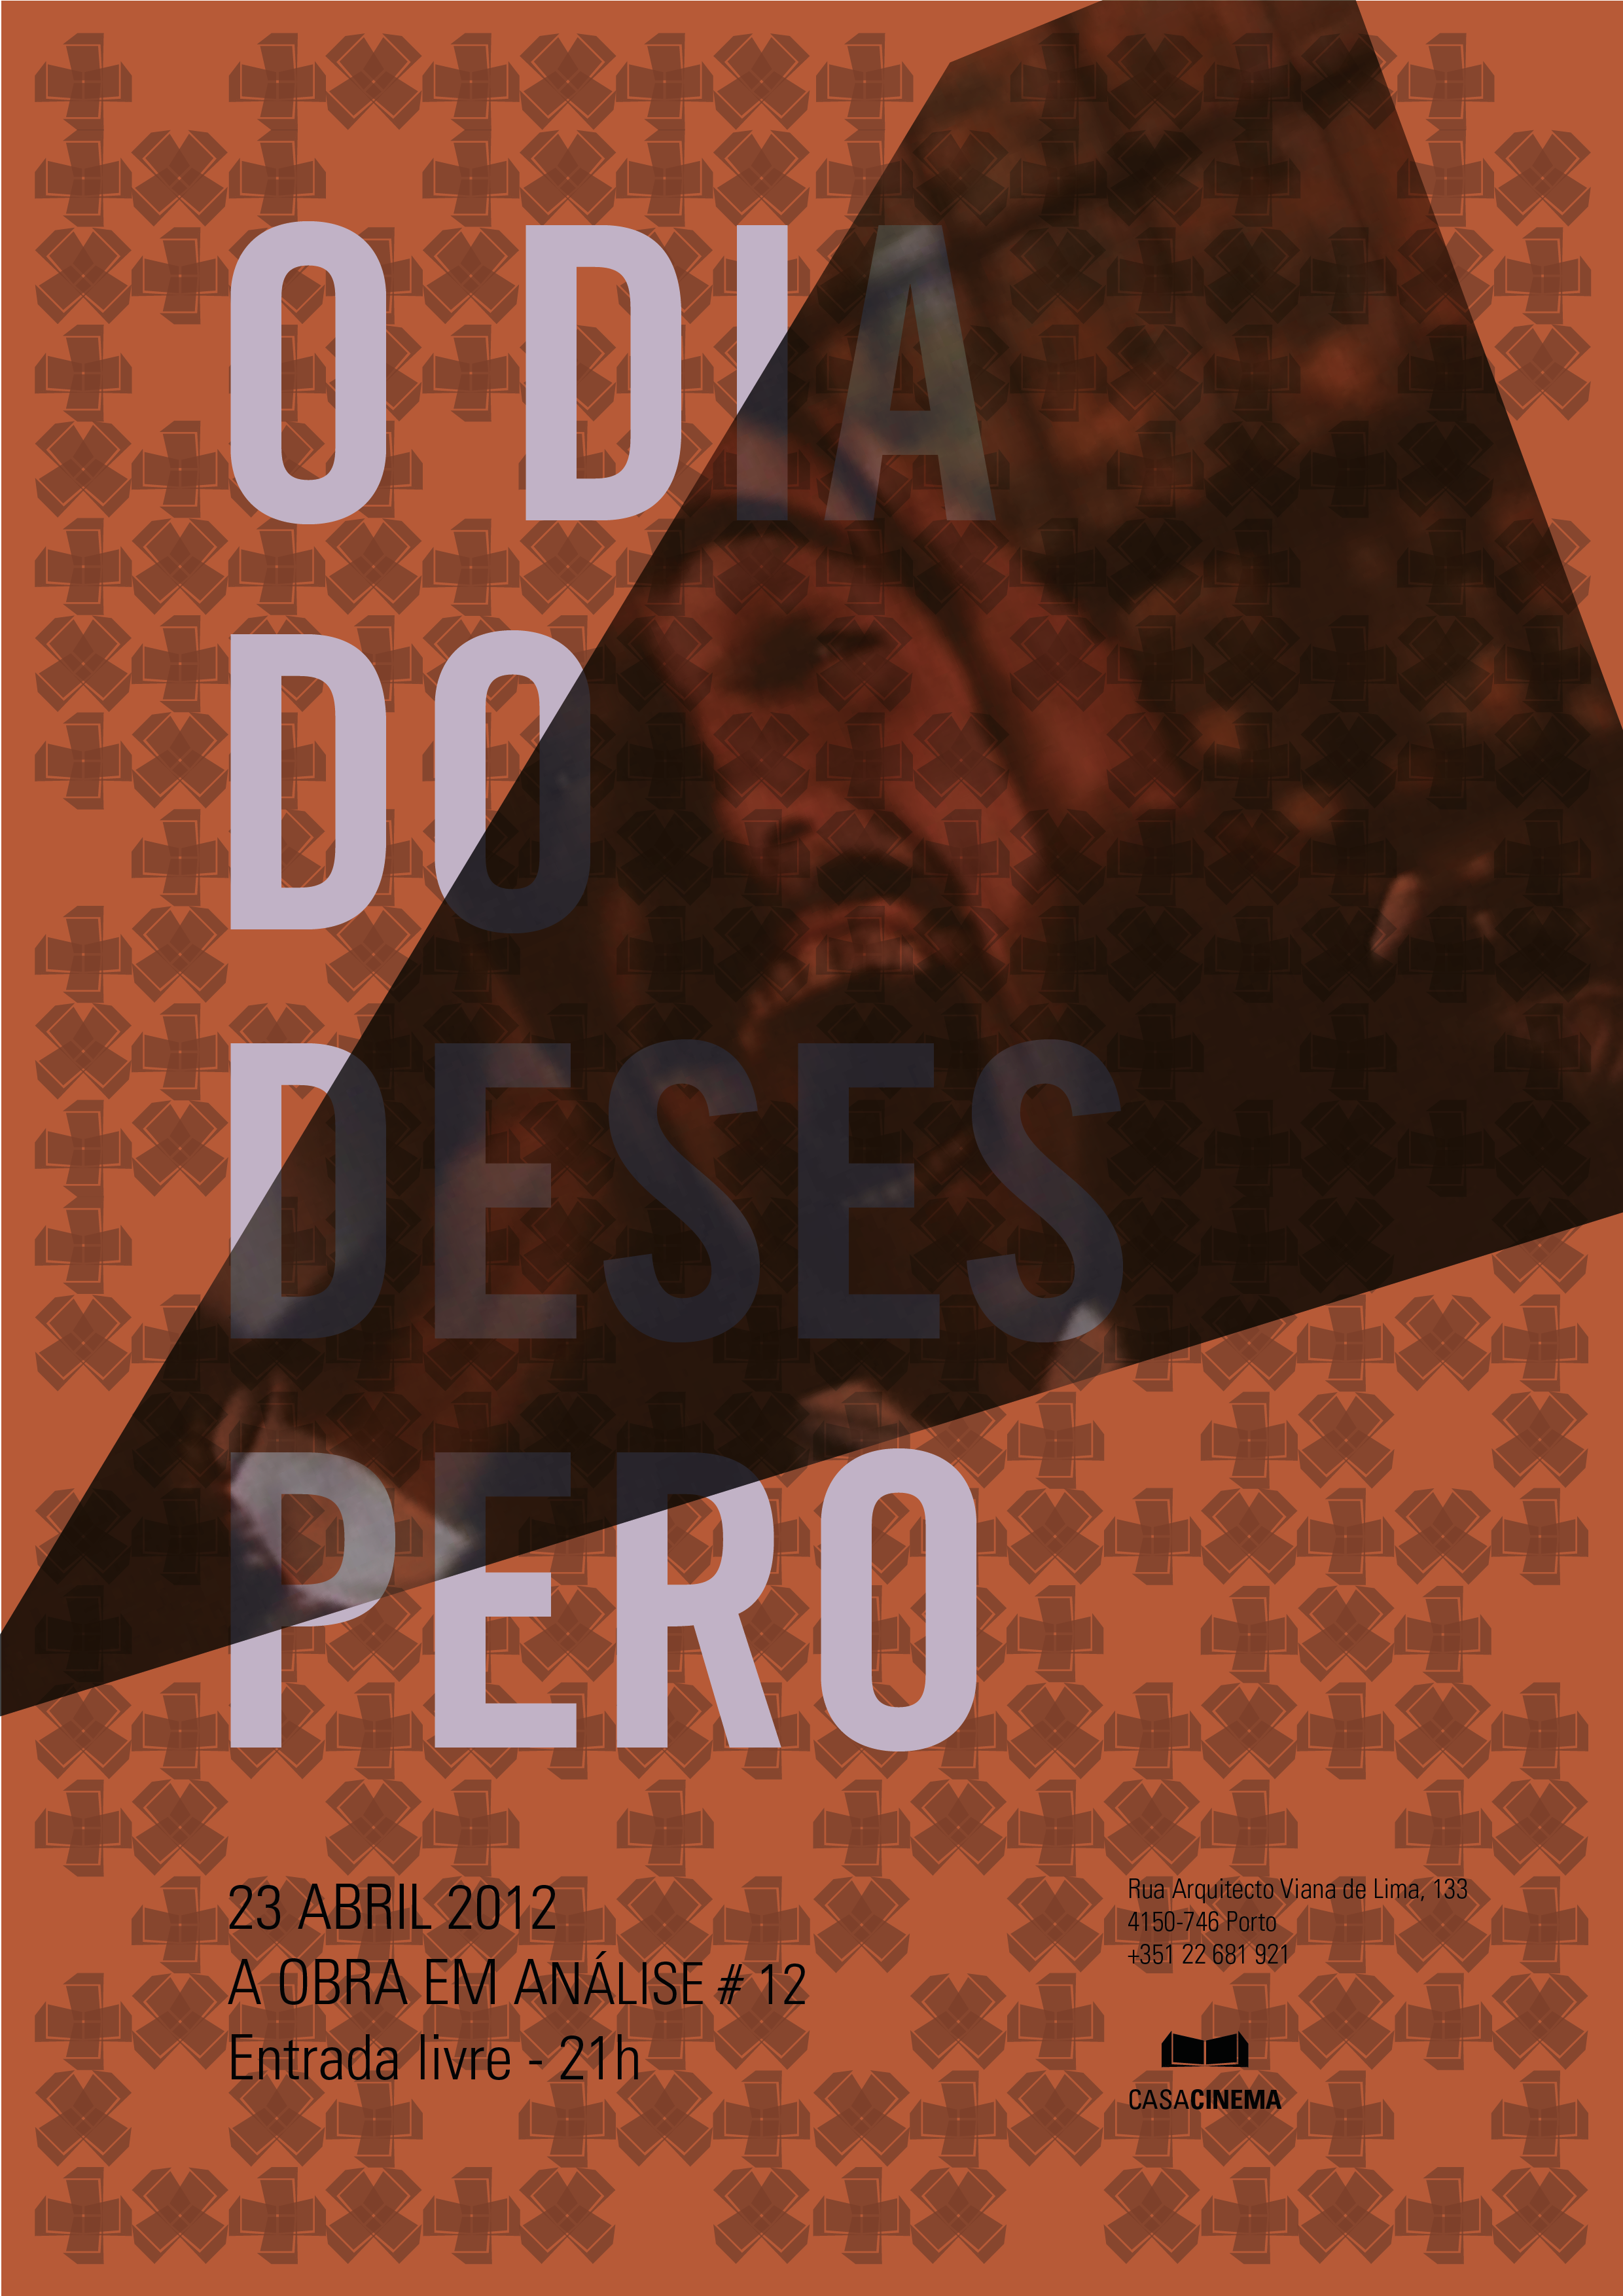 O DIA
DO
DESES
PERO
23 ABRIL 2012
A OBRA EM ANÁLISE # 12
Entrada livre - 21h
Rua Arquitecto Viana de Lima, 133
4150-746 Porto
+351 22 681 921
CASACINEMA